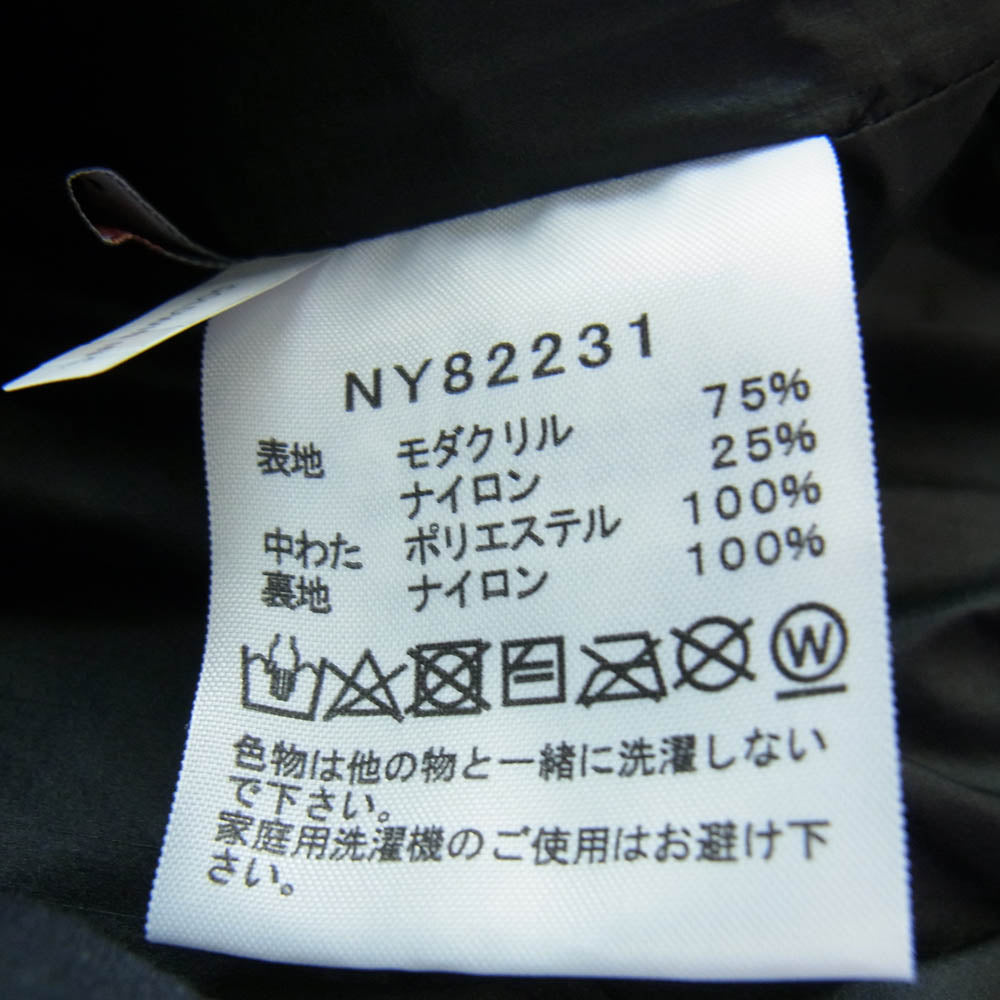 NY82231
表地 モダクリル 75%
ナイロン 25%
中わた ポリエステル 100%
裏地 ナイロン 100%
W
色物は他の物と一緒に洗濯しない
で下さい。
家庭用洗濯機のご使用はお避け下
さい。